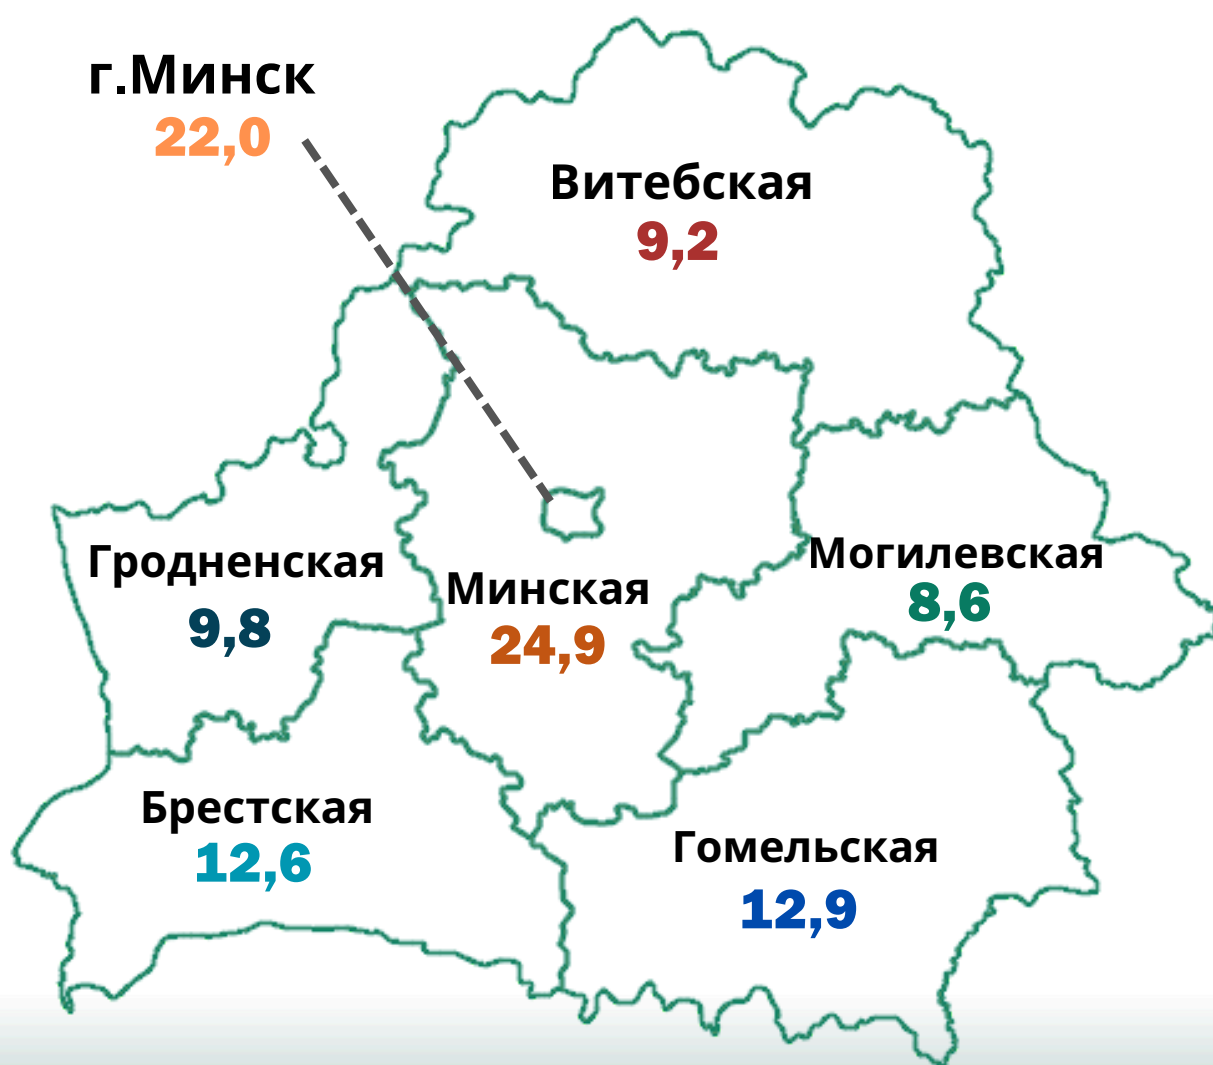 г.Минск
22,0
Витебская
9,2
Гродненская
9,8
Минская
24,9
Могилевская
8,6
Брестская
12,6
Гомельская
12,9